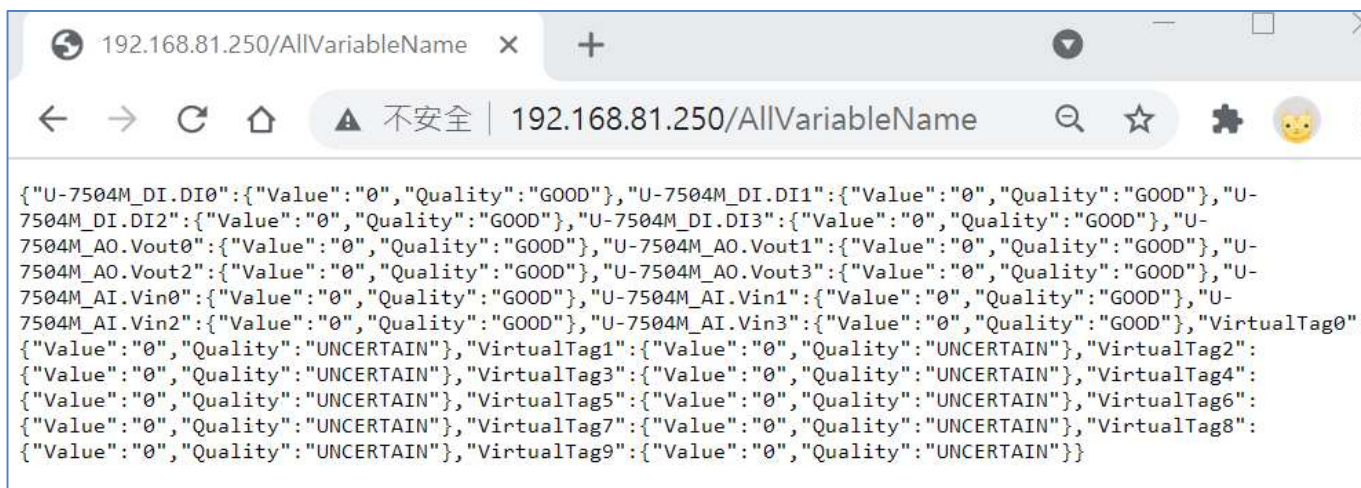 192.168.81.250/AllVariableName
不安全 | 192.168.81.250/AllVariableName
{"U-7504M_DI.DI0":{"Value":"0","Quality":"GOOD"},"U-7504M_DI.DI1":{"Value":"0","Quality":"GOOD"},"U-
7504M_DI.DI2":{"Value":"0","Quality":"GOOD"},"U-7504M_DI.DI3":{"Value":"0","Quality":"GOOD"},"U-
7504M_AO.Vout0":{"Value":"0","Quality":"GOOD"},"U-7504M_AO.Vout1":{"Value":"0","Quality":"GOOD"},"U-
7504M_AO.Vout2":{"Value":"0","Quality":"GOOD"},"U-7504M_AO.Vout3":{"Value":"0","Quality":"GOOD"},"U-
7504M_AI.Vin0":{"Value":"0","Quality":"GOOD"},"U-7504M_AI.Vin1":{"Value":"0","Quality":"GOOD"},"U-
7504M_AI.Vin2":{"Value":"0","Quality":"GOOD"},"U-7504M_AI.Vin3":{"Value":"0","Quality":"GOOD"},"VirtualTag0"
{"Value":"0","Quality":"UNCERTAIN"},"VirtualTag1":{"Value":"0","Quality":"UNCERTAIN"},"VirtualTag2":
{"Value":"0","Quality":"UNCERTAIN"},"VirtualTag3":{"Value":"0","Quality":"UNCERTAIN"},"VirtualTag4":
{"Value":"0","Quality":"UNCERTAIN"},"VirtualTag5":{"Value":"0","Quality":"UNCERTAIN"},"VirtualTag6":
{"Value":"0","Quality":"UNCERTAIN"},"VirtualTag7":{"Value":"0","Quality":"UNCERTAIN"},"VirtualTag8":
{"Value":"0","Quality":"UNCERTAIN"},"VirtualTag9":{"Value":"0","Quality":"UNCERTAIN"}}